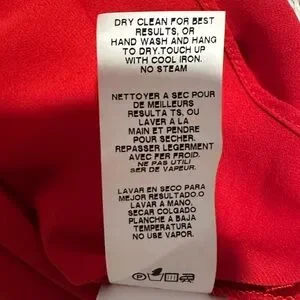 DRY CLEAN FOR BEST
RESULTS, OR
HAND WASH AND HANG
TO DRY.TOUCH UP
WITH COOL IRON.
NO STEAM
NETTOYER A SEC POUR
DE MEILLEURS
RESULTA TS, OU
LAVER A LA
MAIN ET PENDRE
POUR SECHER.
REPASSER LEGERMENT
AVEC FER FROID.
NE PAS UTILI
SER DE VAPEUR.
LAVAR EN SECO PARA
MEJOR RESULTADO.O
LAVAR A MANO,
SECAR COLGADO
PLANCHE A BAJA
TEMPERATURA
NO USE VAPOR.